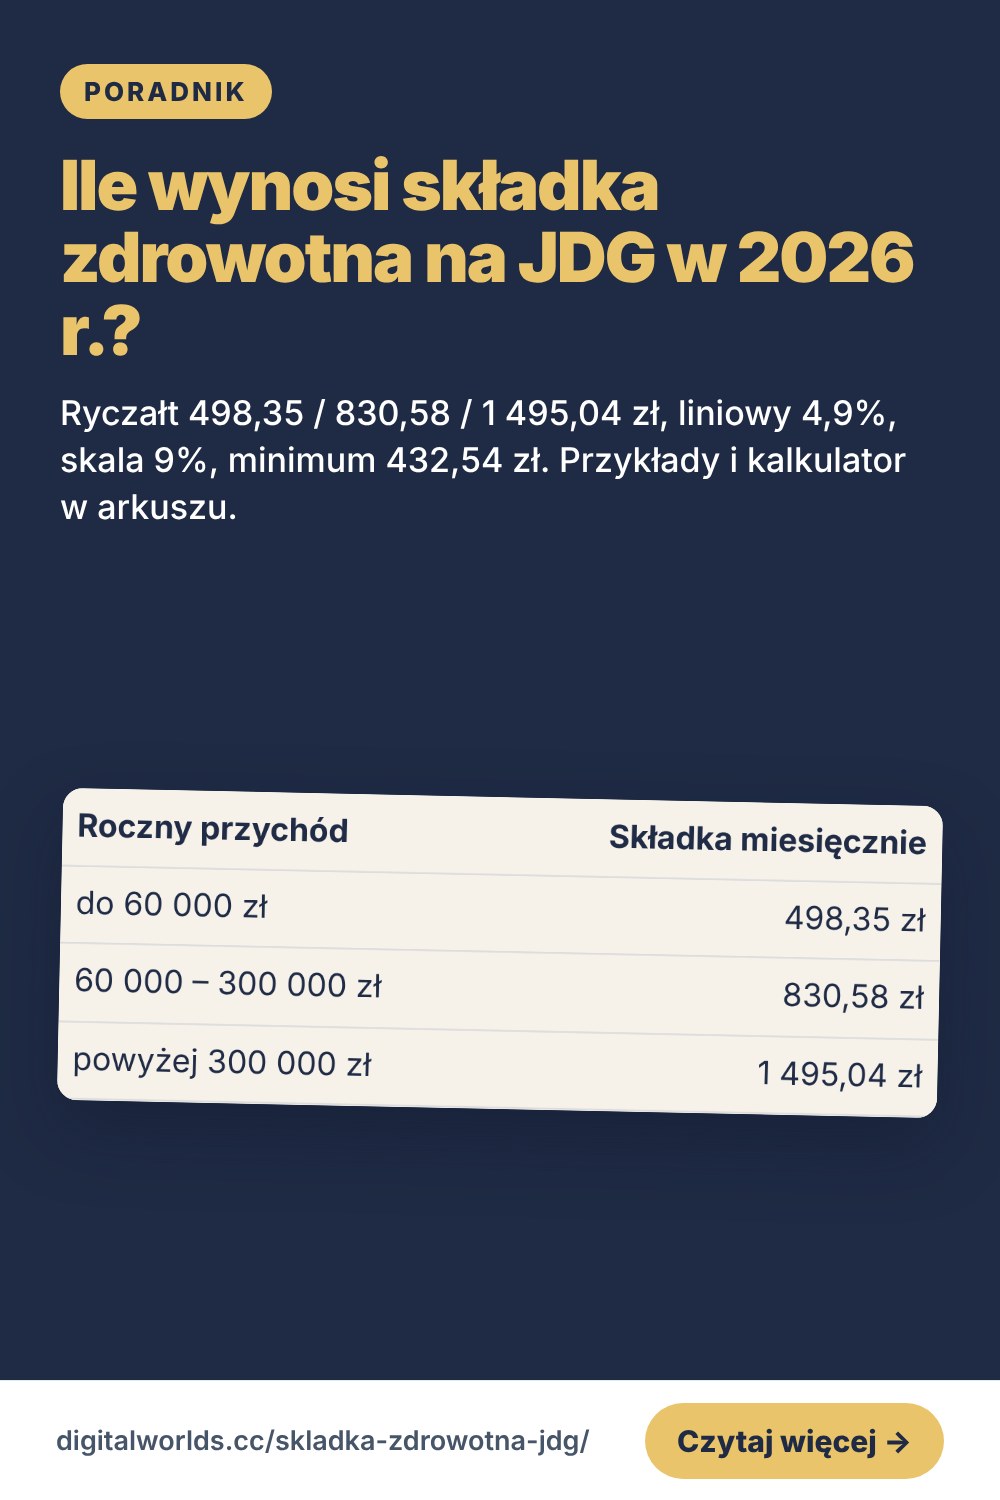 PORADNIK
Ile wynosi składka
zdrowotna na JDG w 2026
r.?
Ryczałt 498,35 / 830,58 / 1 495,04 zł, liniowy 4,9%,
skala 9%, minimum 432,54 zł. Przykłady i kalkulator
w arkuszu.
Roczny przychód Składka miesięcznie
do 60 000 zł 498,35 zł
60 000 – 300 000 zł 830,58 zł
powyżej 300 000 zł 1 495,04 zł
digitalworlds.cc/skladka-zdrowotna-jdg/ Czytaj więcej →